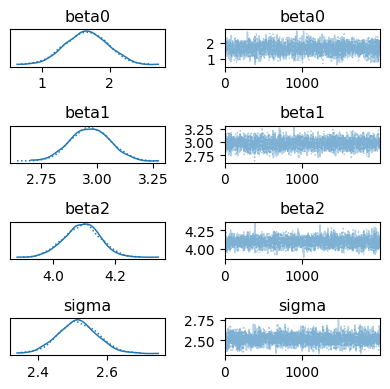 beta0 beta0
2
1
1 2 0 1000
beta1 beta1
3.25
3.00
2.75
2.75 3.00 3.25 0 1000
beta2 beta2
4.25
4.00
4.0 4.2 0 1000
sigma sigma
2.75
2.50
2.4 2.6 0 1000